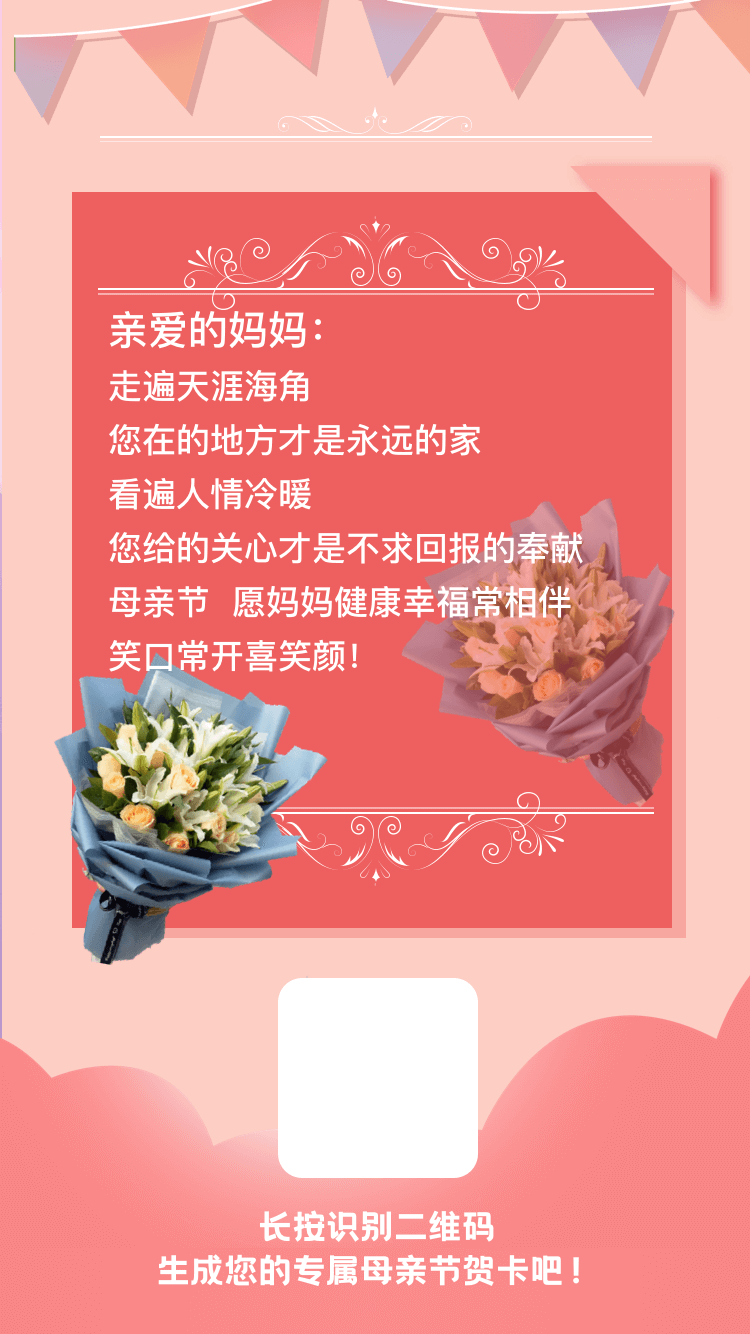 亲爱的妈妈：
走遍天涯海角
您在的地方才是永远的家
看遍人情冷暖
您给的关心才是不求回报的奉献
母亲节 愿妈妈健康幸福常相伴
笑口常开喜笑颜！
长按识别二维码
生成您的专属母亲节贺卡吧！